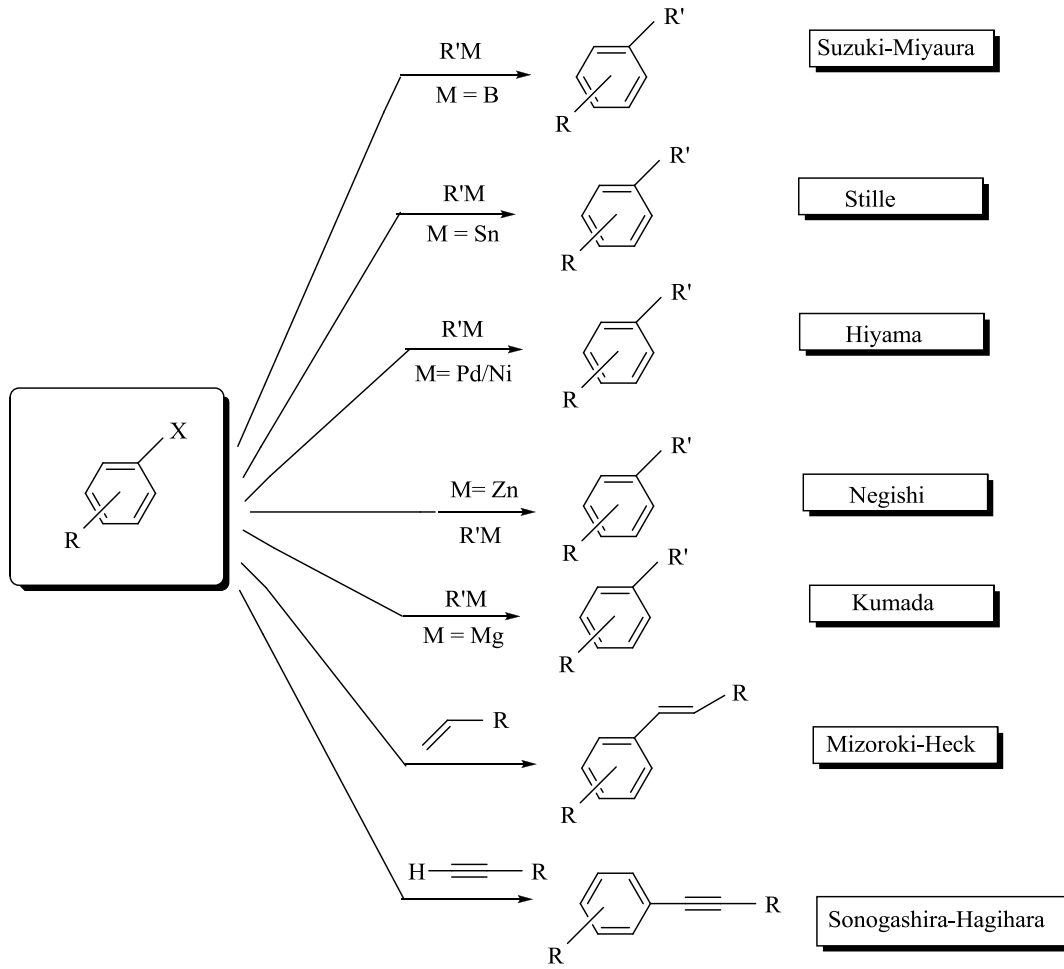 R'
R'M
M = B
R
Suzuki-Miyaura
R'
R'M
M = Sn
R
Stille
R'
R'M
M= Pd/Ni
R
Hiyama
X
R
R'
M= Zn
R'M
R
Negishi
R'
R'M
M = Mg
R
Kumada
R
R
R
Mizoroki-Heck
H
R
R
R
Sonogashira-Hagihara